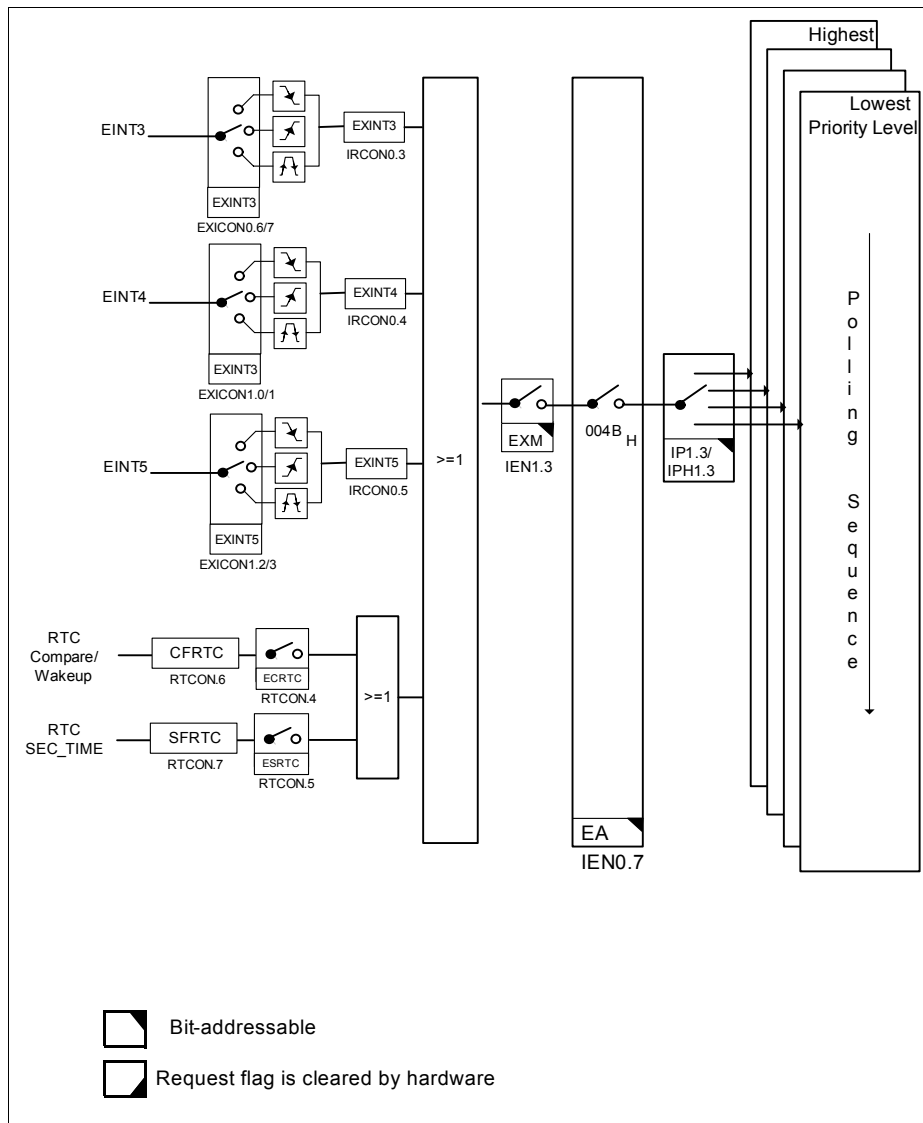 Highest
Lowest
Priority Level
EINT3
EXINT3
IRCON0.3
EXINT3
EXICON0.6/7
EINT4
EXINT4
IRCON0.4
EXINT3
EXICON1.0/1
EINT5
EXINT5
IRCON0.5
EXINT5
EXICON1.2/3
>=1
EXM
IEN1.3
004B H
IP1.3/
IPH1.3
Polling Sequence
RTC
Compare/
Wakeup
CFRTC
RTCON.6
ECRTC
RTCON.4
>=1
RTC
SEC_TIME
SFRTC
RTCON.7
ESRTC
RTCON.5
EA
IEN0.7
Bit-addressable
Request flag is cleared by hardware